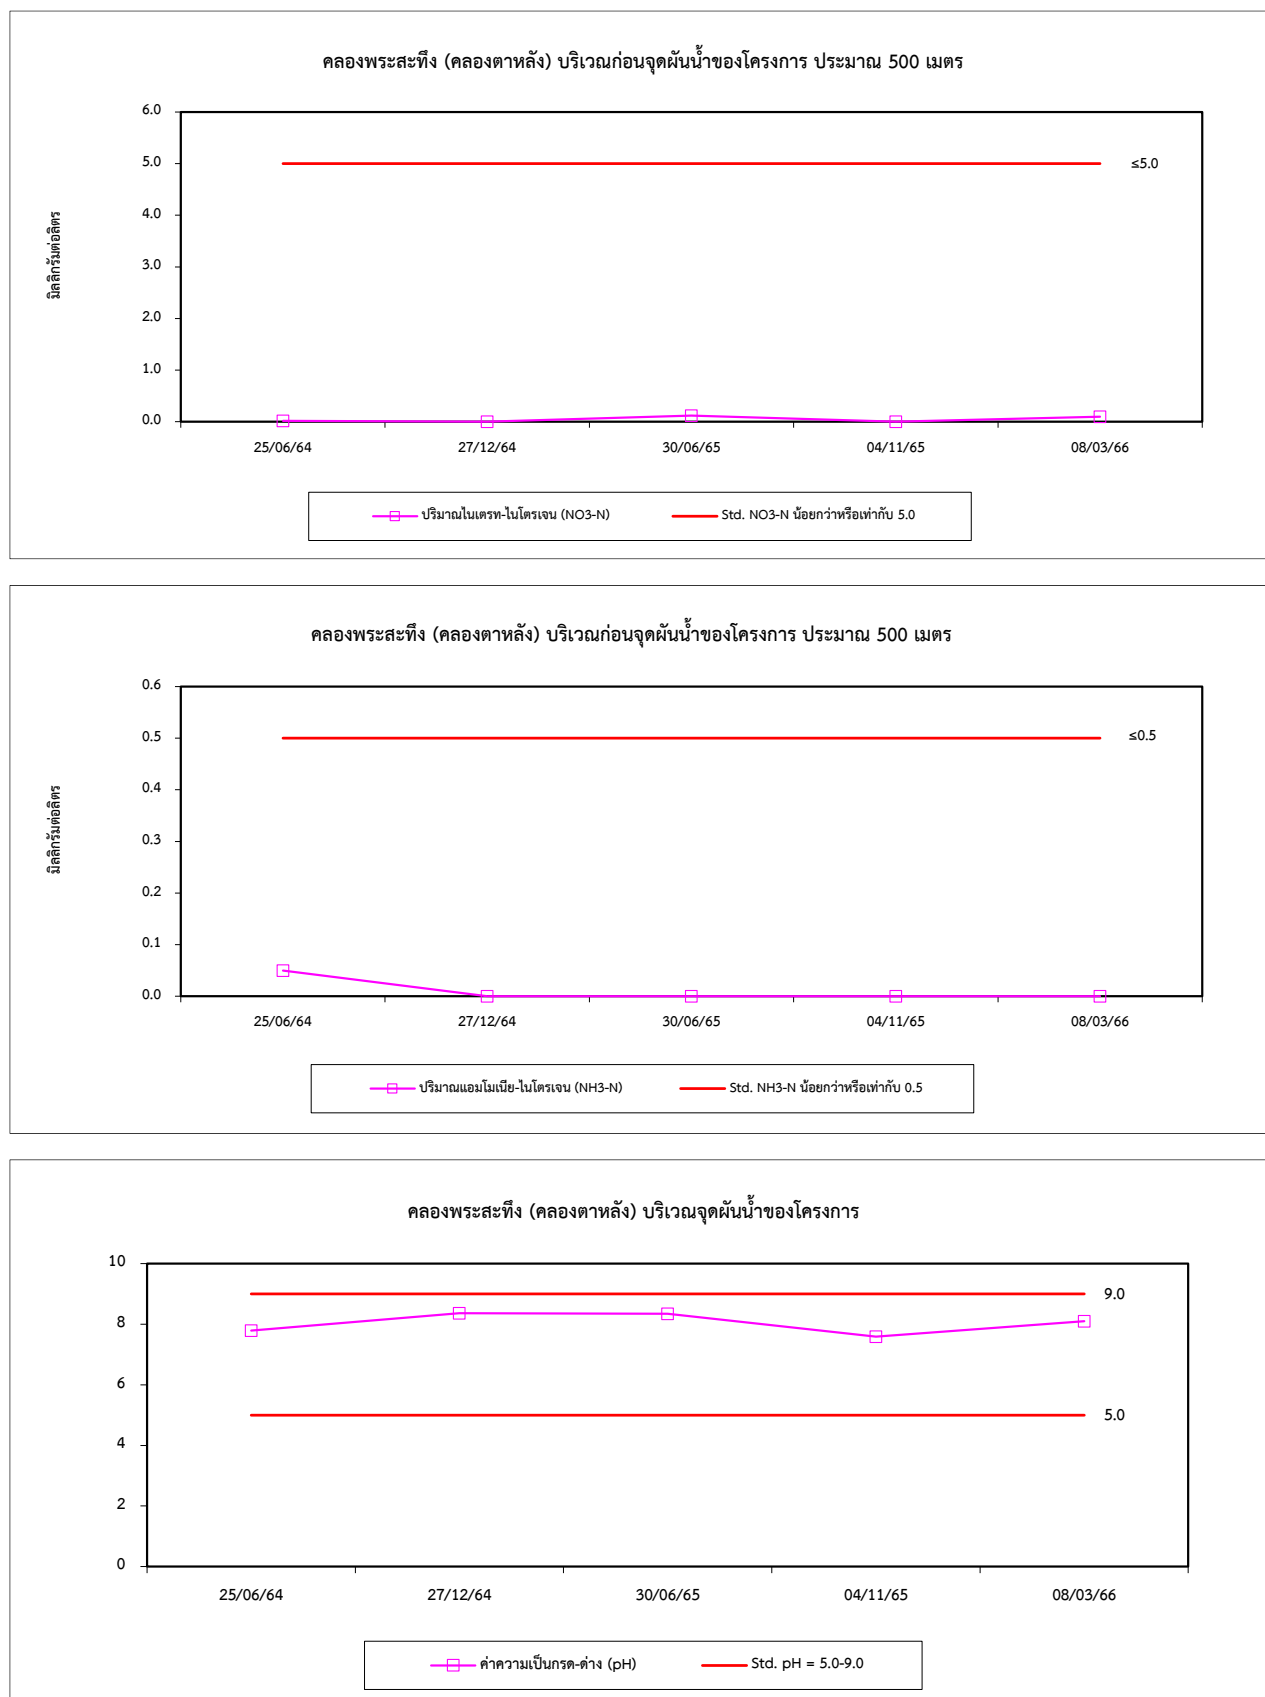 คลองพระสะทึง (คลองตาหลัง) บริเวณก่อนจุดผันน้ำของโครงการ ประมาณ 500 เมตร
6.0
5.0
4.0
3.0
2.0
1.0
0.0
มิลลิกรัมต่อลิตร
≤5.0
25/06/64 27/12/64 30/06/65 04/11/65 08/03/66
ปริมาณไนเตรท-ไนโตรเจน (NO3-N) Std. NO3-N น้อยกว่าหรือเท่ากับ 5.0
คลองพระสะทึง (คลองตาหลัง) บริเวณก่อนจุดผันน้ำของโครงการ ประมาณ 500 เมตร
0.6
0.5
0.4
0.3
0.2
0.1
0.0
มิลลิกรัมต่อลิตร
≤0.5
25/06/64 27/12/64 30/06/65 04/11/65 08/03/66
ปริมาณแอมโมเนีย-ไนโตรเจน (NH3-N) Std. NH3-N น้อยกว่าหรือเท่ากับ 0.5
คลองพระสะทึง (คลองตาหลัง) บริเวณจุดผันน้ำของโครงการ
10
8
6
4
2
0
9.0
5.0
25/06/64 27/12/64 30/06/65 04/11/65 08/03/66
ค่าความเป็นกรด-ด่าง (pH) Std. pH = 5.0-9.0